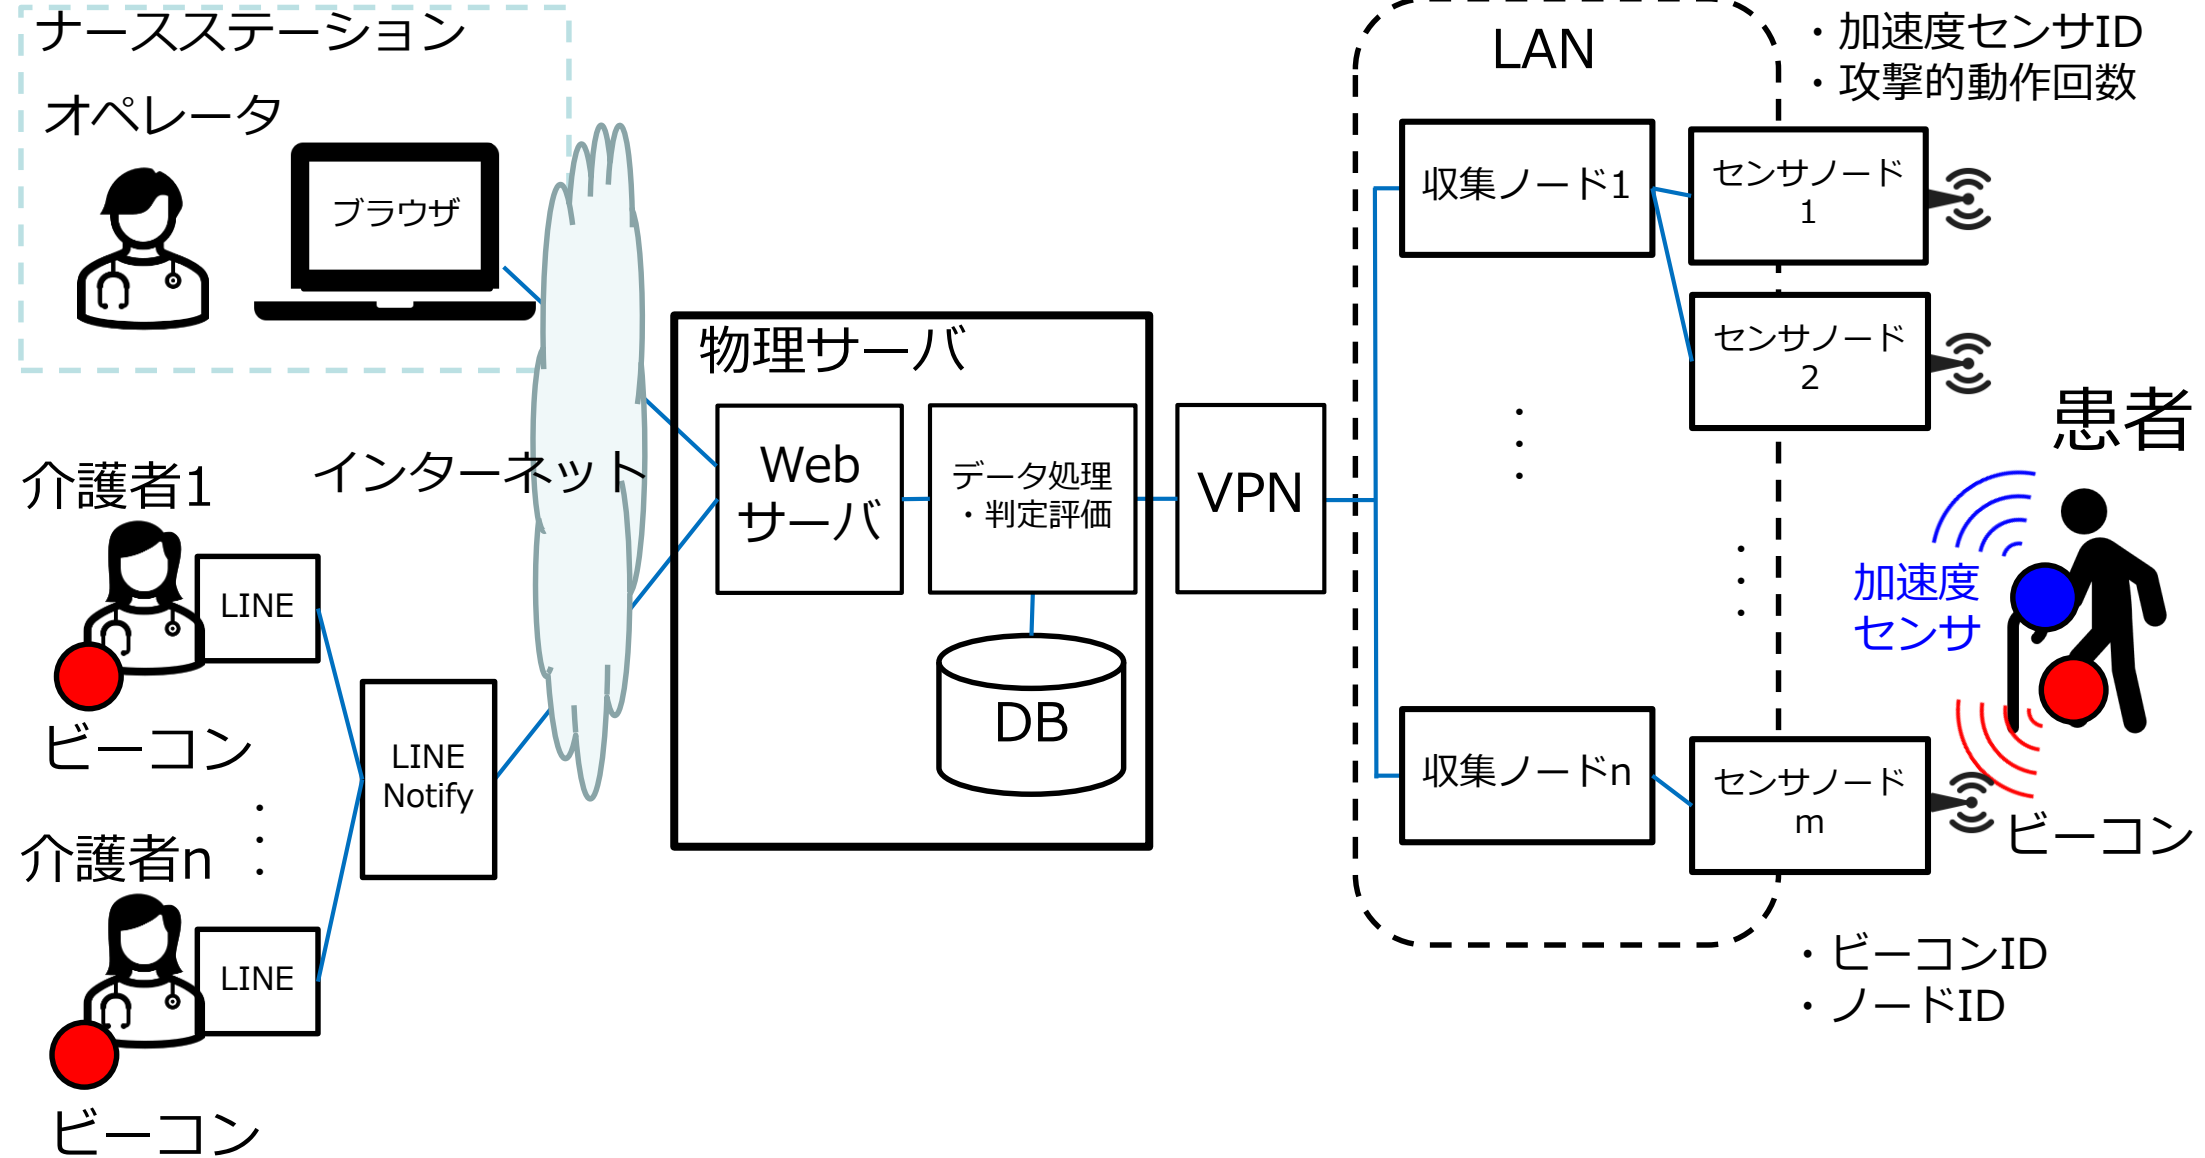 ナースステーション
オペレータ
ブラウザ
インターネット
介護者1
LINE
ビーコン
・
・
・
介護者n
LINE
ビーコン
LINE
Notify
物理サーバ
Web
サーバ
データ処理
・判定評価
DB
VPN
LAN
収集ノード1
・
・
・
収集ノードn
・加速度センサID
・攻撃的動作回数
センサノード
1
センサノード
2
・
・
・
センサノード
m
患者
加速度
センサ
ビーコン
・ビーコンID
・ノードID